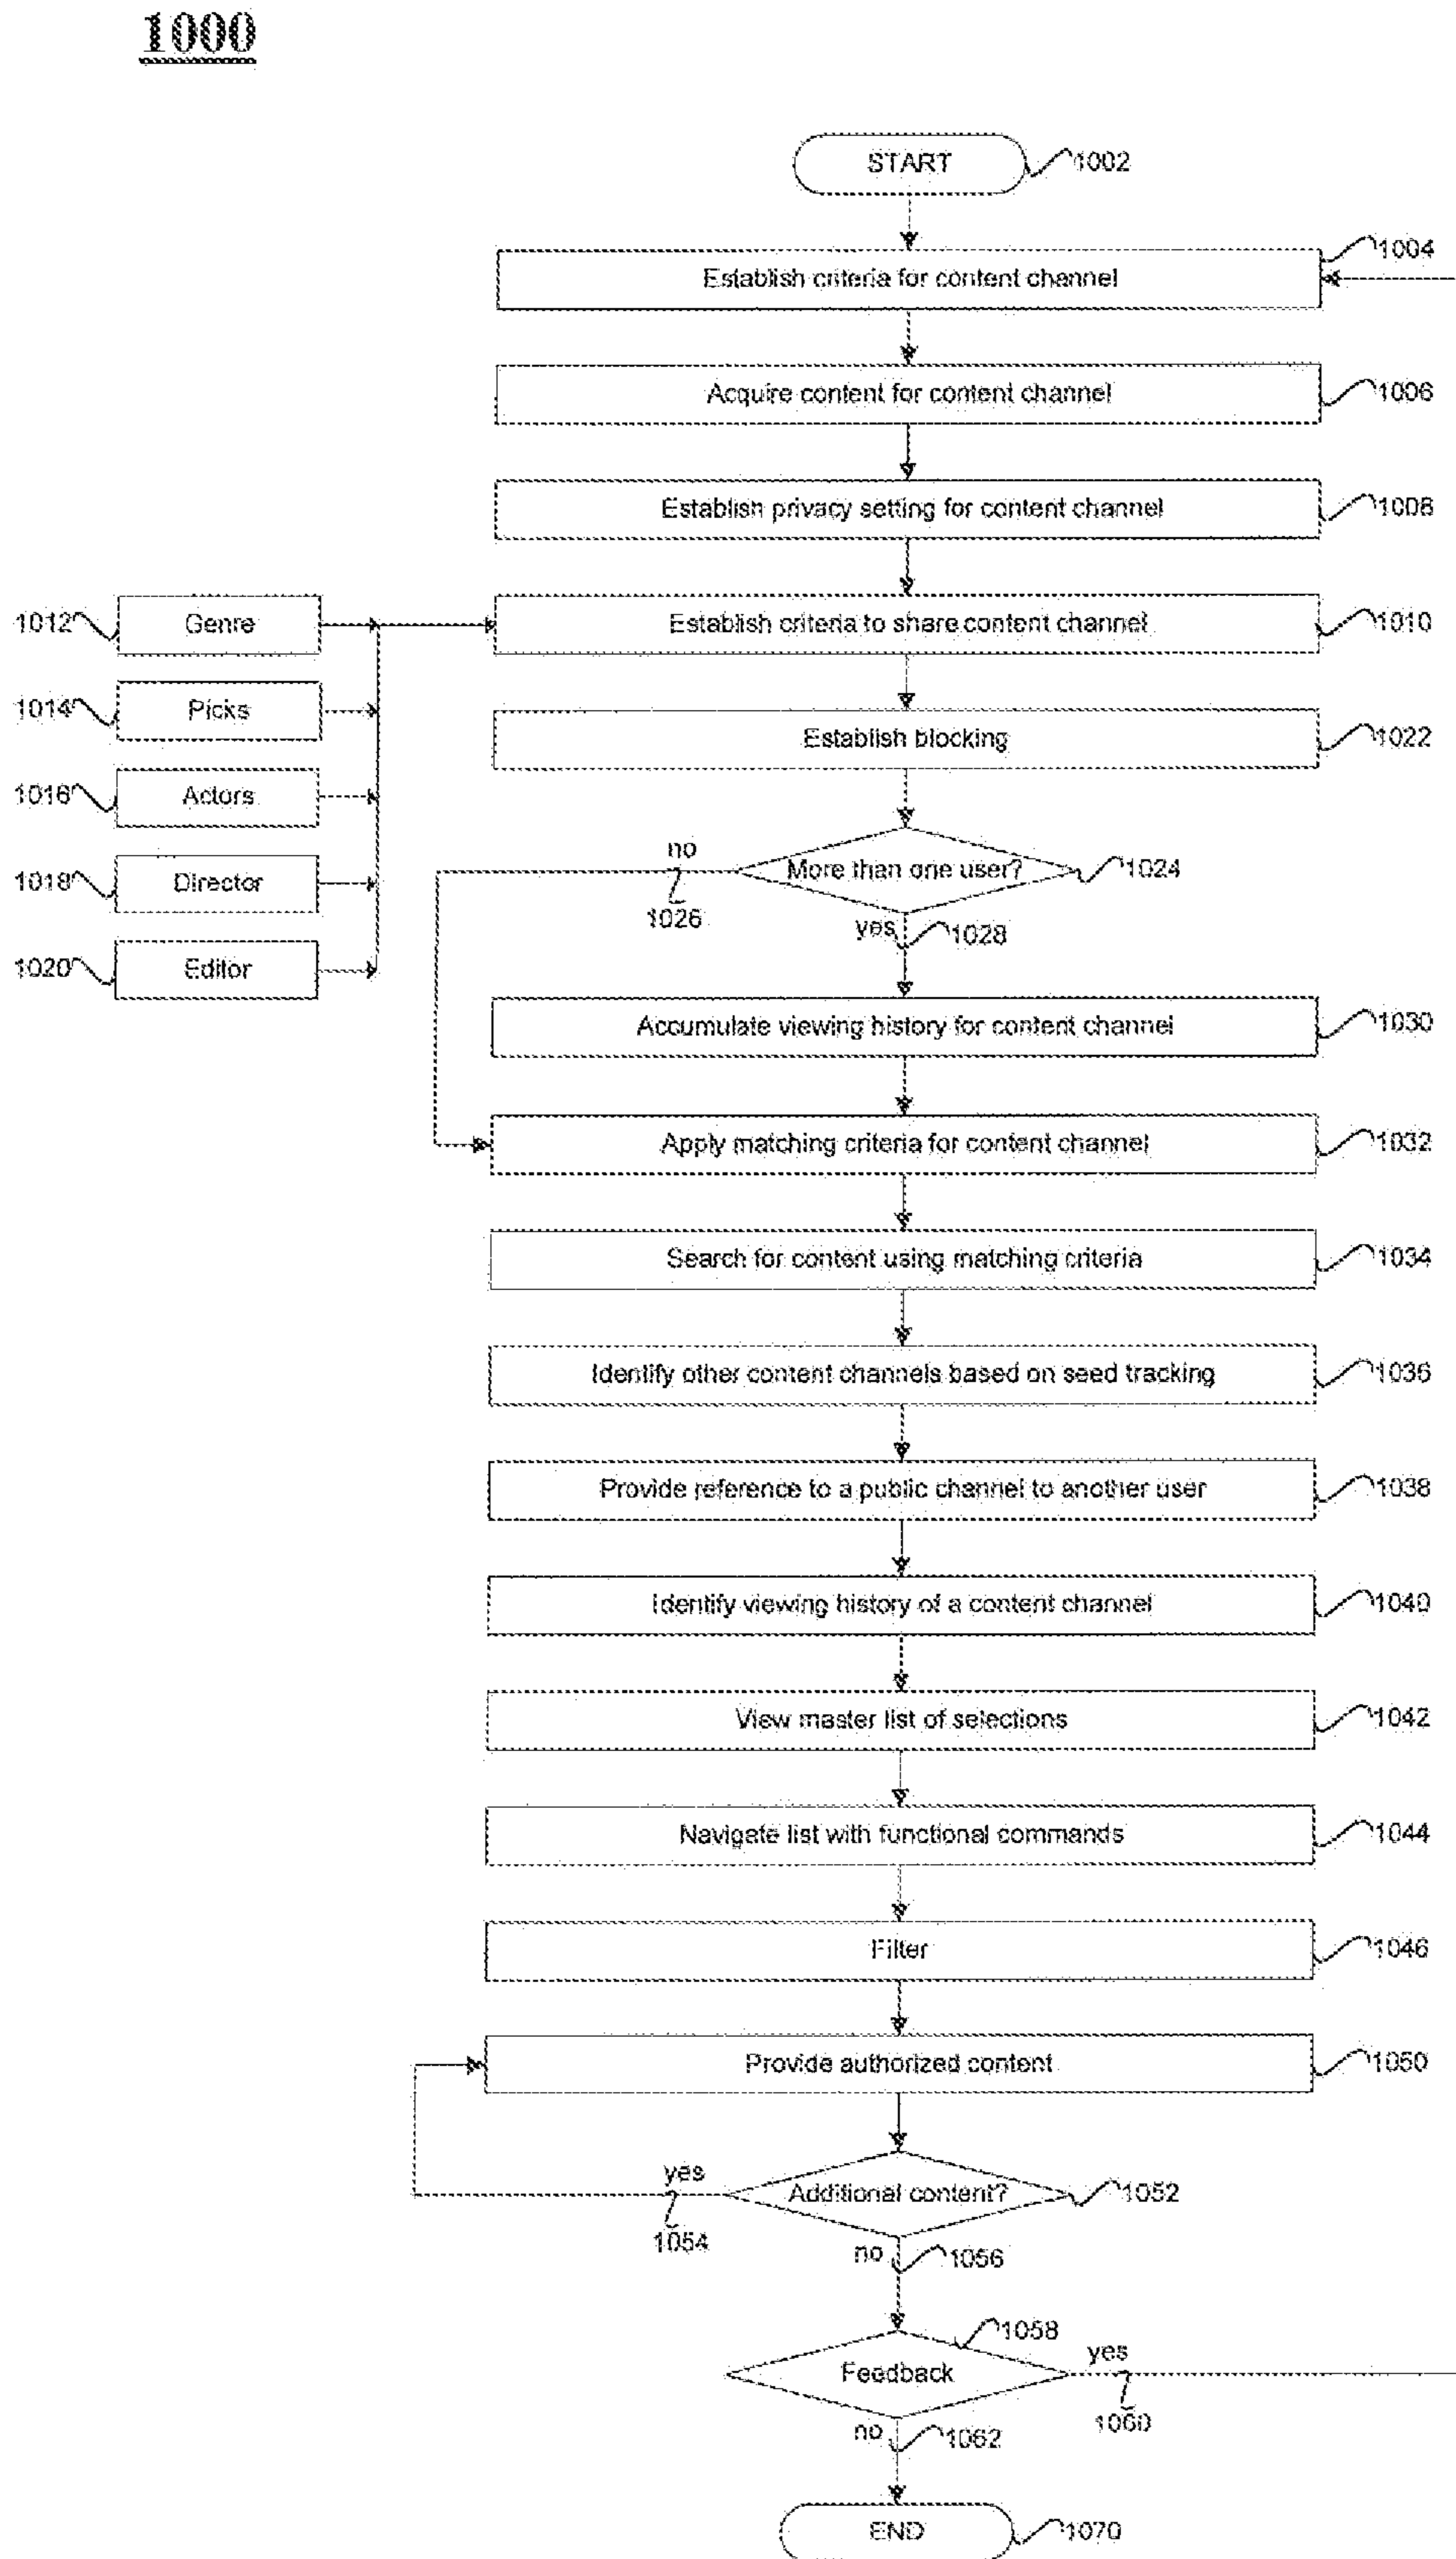 1000
START
1002
Establish criteria for content channel
1004
Acquire content for content channel
1006
Establish privacy setting for content channel
1008
1012
Genre
Establish criteria to share content channel
1010
1014
Picks
Establish blocking
1022
1016
Actors
1018
Director
1020
Editor
More than one user?
1024
no
1026
yes
1028
Accumulate viewing history for content channel
1030
Apply matching criteria for content channel
1032
Search for content using matching criteria
1034
Identify other content channels based on seed tracking
1036
Provide reference to a public channel to another user
1038
Identify viewing history of a content channel
1040
View master list of selections
1042
Navigate list with functional commands
1044
Filter
1046
Provide authorized content
1050
Additional content?
1052
yes
1054
no
1056
Feedback
1058
yes
1060
no
1062
END
1070